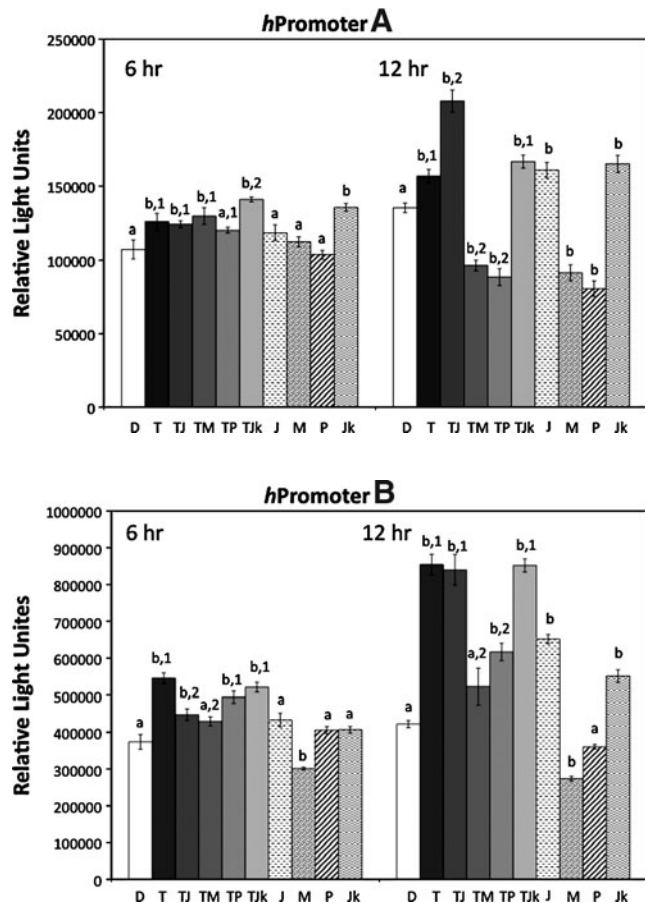 hPromoter A
250000
200000
150000
100000
50000
0
Relative Light Units
6 hr
12 hr
a b,1 b,1 b,1 a,1 b,2 a a a b
a b,1 b,2 b,2 b,2 b,1 b b b b
D T TJ TM TP TJk J M P Jk D T TJ TM TP TJk J M P Jk
hPromoter B
1000000
900000
800000
700000
600000
500000
400000
300000
200000
100000
0
Relative Light Unites
6 hr
12 hr
a b,1 b,2 a,2 b,1 b,1 a b a a
a b,1 b,1 a,2 b,2 b,1 b b a b
D T TJ TM TP TJk J M P Jk D T TJ TM TP TJk J M P Jk